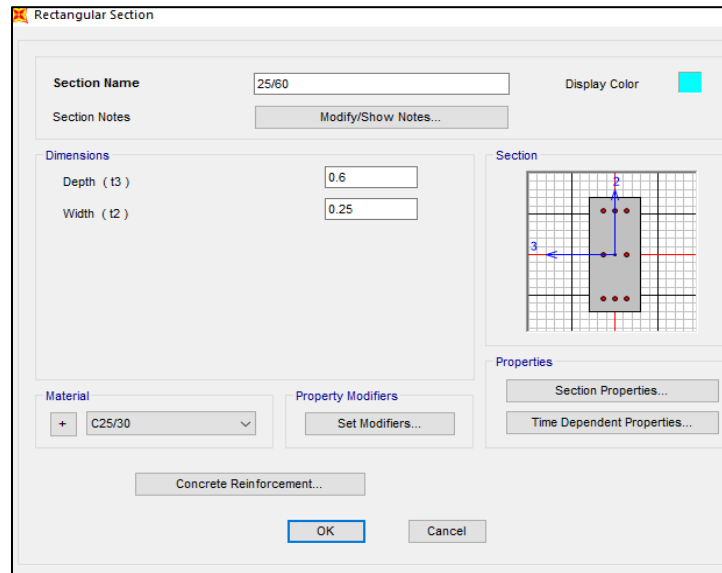 Rectangular Section
Section Name 25/60 Display Color
Section Notes Modify/Show Notes...
Dimensions
Depth ( t3 ) 0.6
Width ( t2 ) 0.25
Section
2
3
Properties
Section Properties...
Time Dependent Properties...
Material
+ C25/30
Property Modifiers
Set Modifiers...
Concrete Reinforcement...
OK Cancel